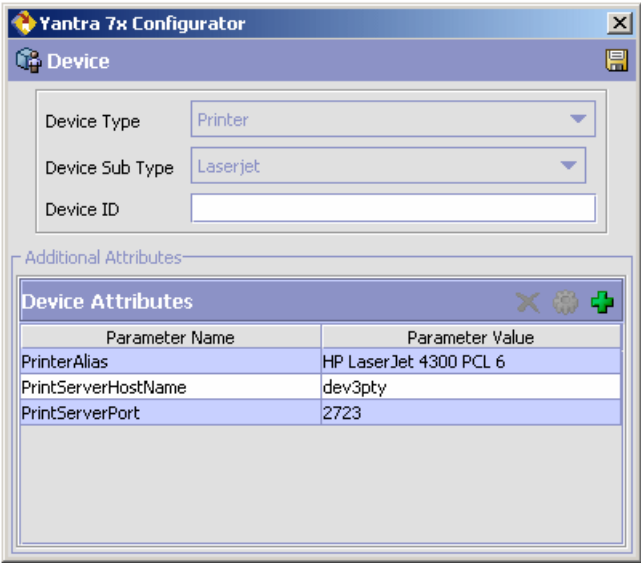 Yantra 7x Configurator
Device
Device Type Printer
Device Sub Type Laserjet
Device ID
Additional Attributes
Device Attributes
Parameter Name Parameter Value
PrinterAlias HP LaserJet 4300 PCL 6
PrintServerHostName dev3pty
PrintServerPort 2723